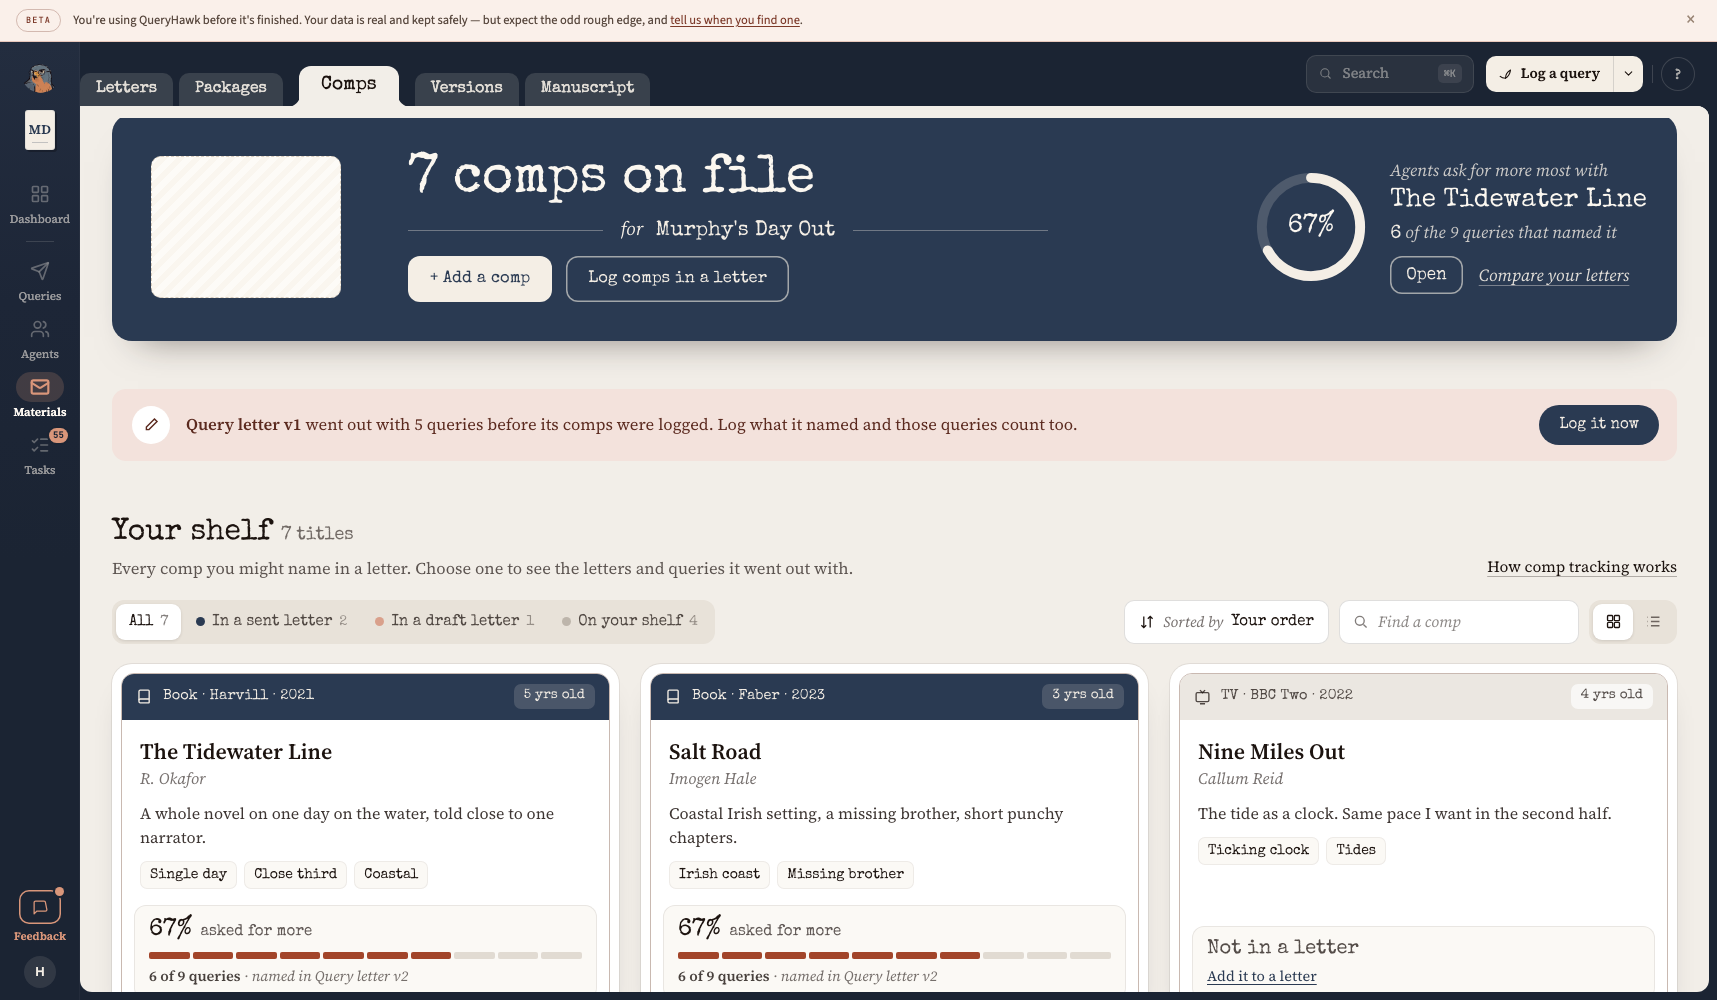 BETA You're using QueryHawk before it's finished. Your data is real and kept safely — but expect the odd rough edge, and tell us when you find one. ×
Letters Packages Comps Versions Manuscript
Search ⌘K Log a query ?
MD
Dashboard
Queries
Agents
Materials
55
Tasks
Feedback
H
7 comps on file
for Murphy's Day Out
+ Add a comp Log comps in a letter
67%
Agents ask for more most with
The Tidewater Line
6 of the 9 queries that named it
Open Compare your letters
Query letter v1 went out with 5 queries before its comps were logged. Log what it named and those queries count too.
Log it now
Your shelf 7 titles
Every comp you might name in a letter. Choose one to see the letters and queries it went out with.
How comp tracking works
All 7 In a sent letter 2 In a draft letter 1 On your shelf 4
Sorted by Your order Find a comp
Book · Harvill · 2021 5 yrs old
The Tidewater Line
R. Okafor
A whole novel on one day on the water, told close to one
narrator.
Single day Close third Coastal
67% asked for more
6 of 9 queries · named in Query letter v2
Book · Faber · 2023 3 yrs old
Salt Road
Imogen Hale
Coastal Irish setting, a missing brother, short punchy
chapters.
Irish coast Missing brother
67% asked for more
6 of 9 queries · named in Query letter v2
TV · BBC Two · 2022 4 yrs old
Nine Miles Out
Callum Reid
The tide as a clock. Same pace I want in the second half.
Ticking clock Tides
Not in a letter
Add it to a letter